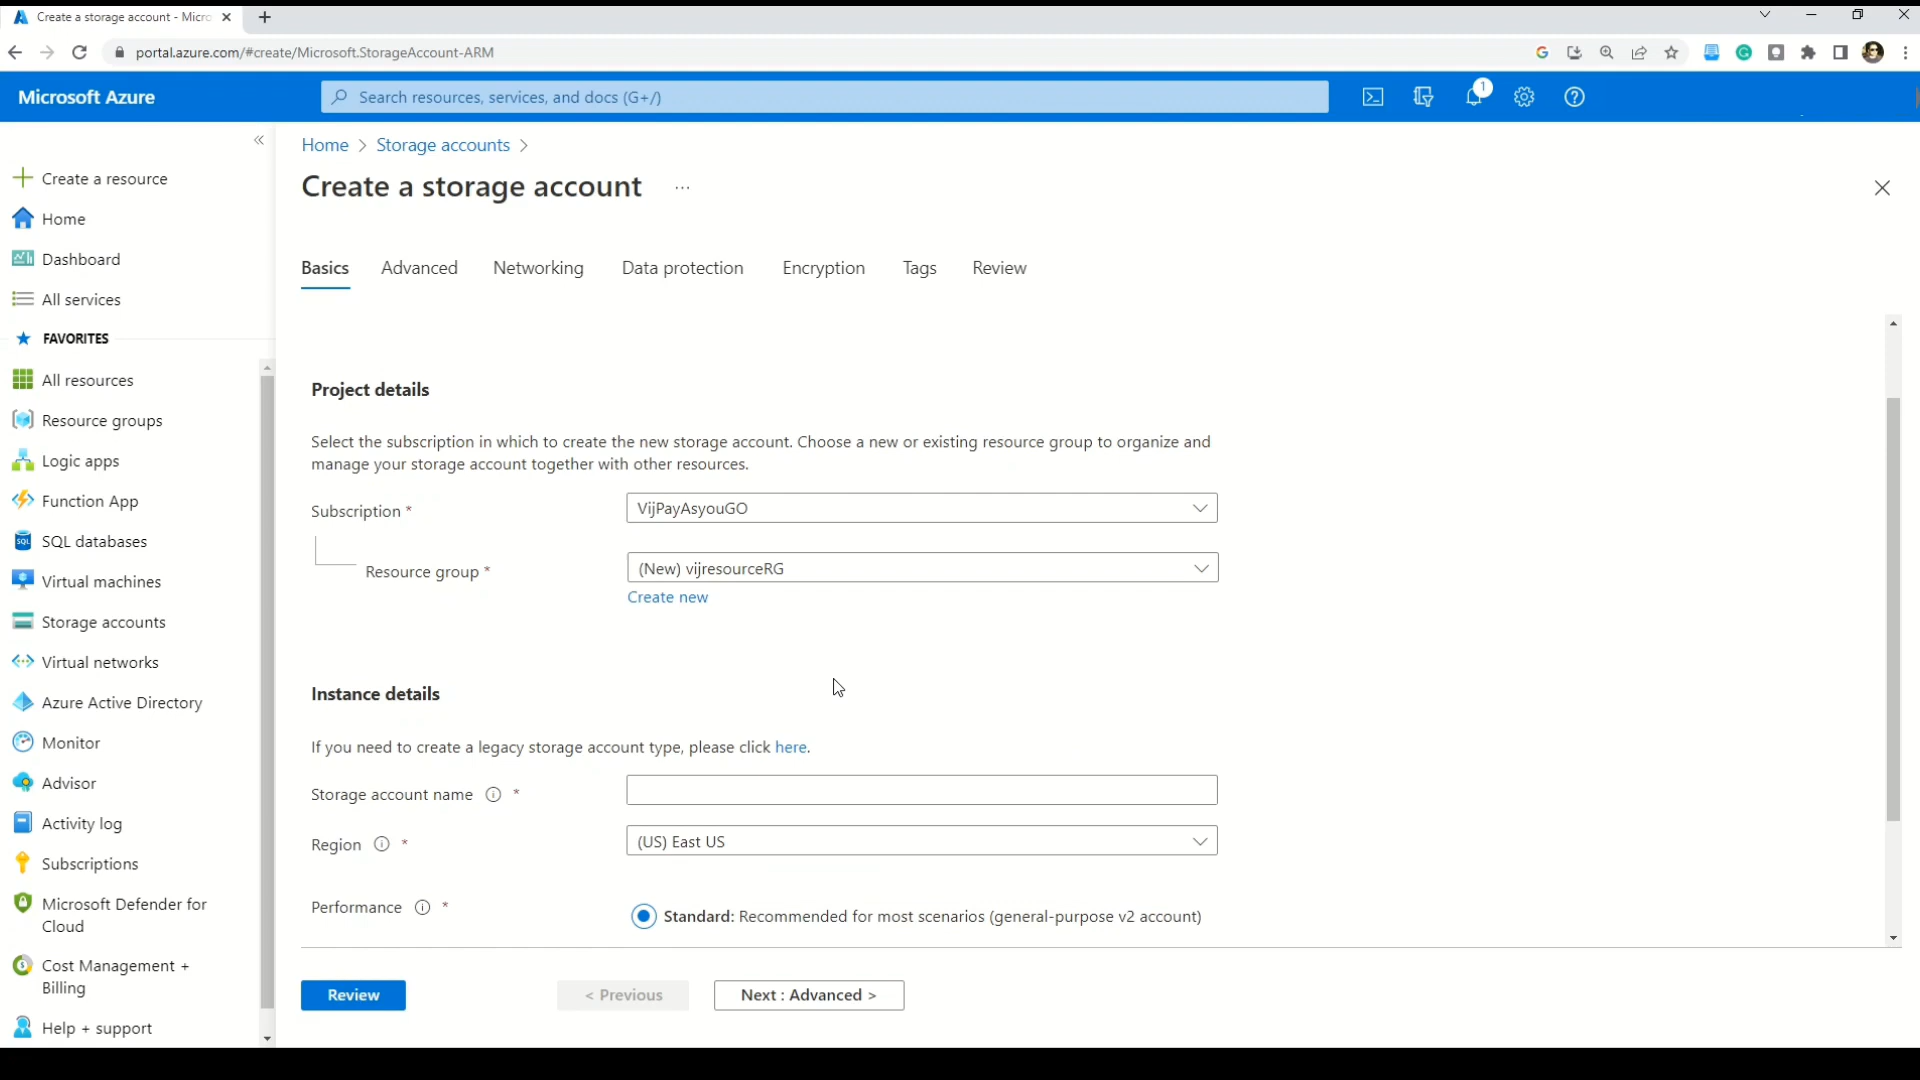 Create a storage account - Micro
portal.azure.com/#create/Microsoft.StorageAccount-ARM
Microsoft Azure
Search resources, services, and docs (G+/)
1
Home > Storage accounts >
Create a storage account ...
Create a resource
Home
Dashboard
All services
FAVORITES
All resources
Resource groups
Logic apps
Function App
SQL databases
Virtual machines
Storage accounts
Virtual networks
Azure Active Directory
Monitor
Advisor
Activity log
Subscriptions
Microsoft Defender for
Cloud
Cost Management +
Billing
Help + support
Basics Advanced Networking Data protection Encryption Tags Review
Project details
Select the subscription in which to create the new storage account. Choose a new or existing resource group to organize and
manage your storage account together with other resources.
Subscription * VijPayAsyouGO
Resource group * (New) vijresourceRG
Create new
Instance details
If you need to create a legacy storage account type, please click here.
Storage account name *
Region * (US) East US
Performance * Standard: Recommended for most scenarios (general-purpose v2 account)
Review < Previous Next : Advanced >